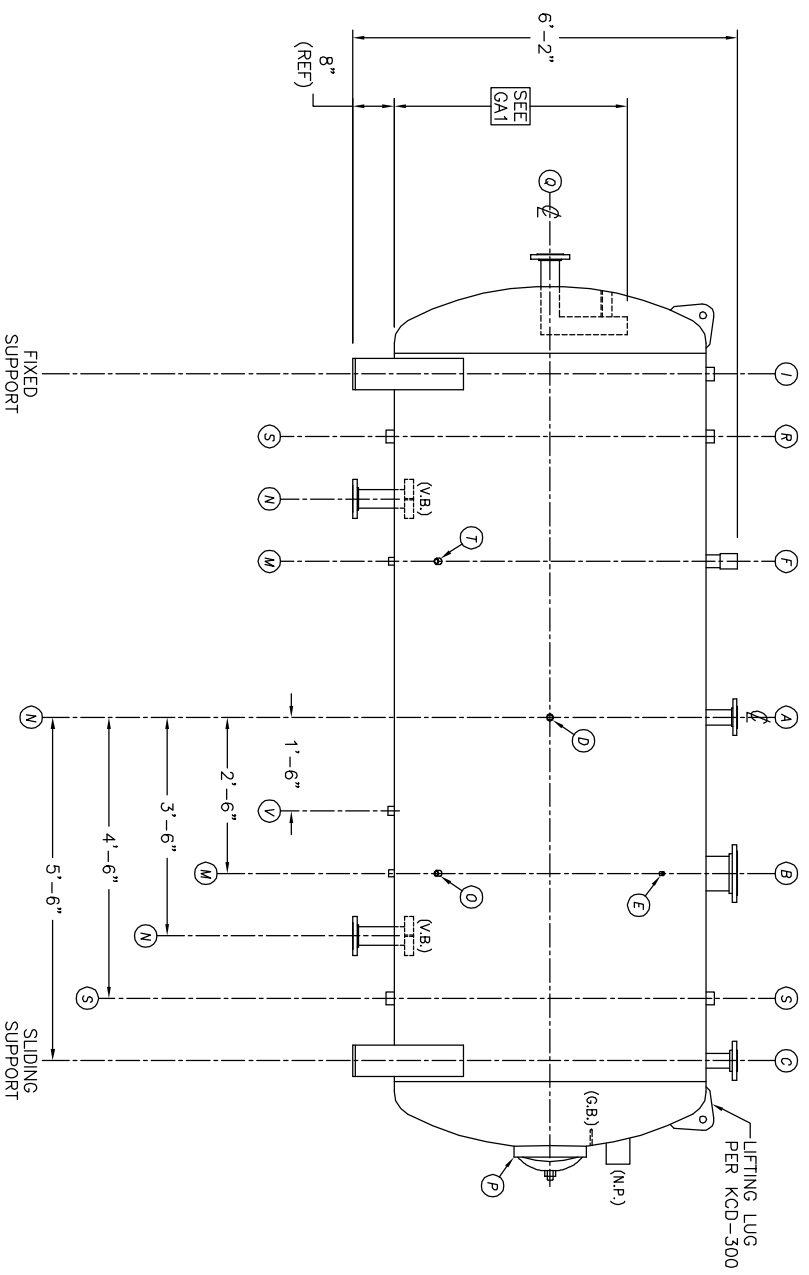 LIFTING LUG
PER KCD-300
I
R
F
A
℄
B
S
C
6'-2"
SEE
GA1
8"
(REF)
Q
℄
(N.P.)
(G.B.)
E
D
T
O
P
(V.B.)
(V.B.)
S
N
M
1'-6"
V
2'-6"
M
3'-6"
N
4'-6"
S
5'-6"
N
FIXED
SUPPORT
SLIDING
SUPPORT